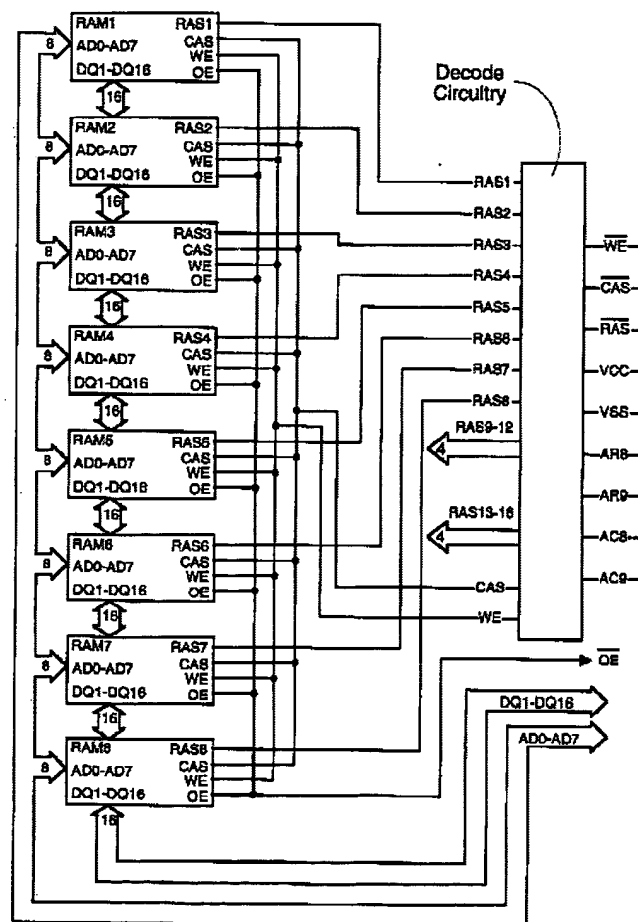 RAM1
RAS1
8
AD0-AD7
CAS
WE
DQ1-DQ16
OE
16
RAM2
RAS2
8
AD0-AD7
CAS
WE
DQ1-DQ16
OE
16
RAM3
RAS3
8
AD0-AD7
CAS
WE
DQ1-DQ16
OE
16
RAM4
RAS4
8
AD0-AD7
CAS
WE
DQ1-DQ16
OE
16
RAM5
RAS5
8
AD0-AD7
CAS
WE
DQ1-DQ16
OE
16
RAM6
RAS6
8
AD0-AD7
CAS
WE
DQ1-DQ16
OE
16
RAM7
RAS7
8
AD0-AD7
CAS
WE
DQ1-DQ16
OE
16
RAM8
RAS8
8
AD0-AD7
CAS
WE
DQ1-DQ16
OE
16
Decode
Circuitry
RAS1
RAS2
RAS3
RAS4
RAS5
RAS6
RAS7
RAS8
RAS9-12
4
RAS13-16
4
CAS
WE
W̅E̅
C̅A̅S̅
R̅A̅S̅
VCC
VSS
AR8
AR9
AC8
AC9
O̅E̅
DQ1-DQ16
AD0-AD7